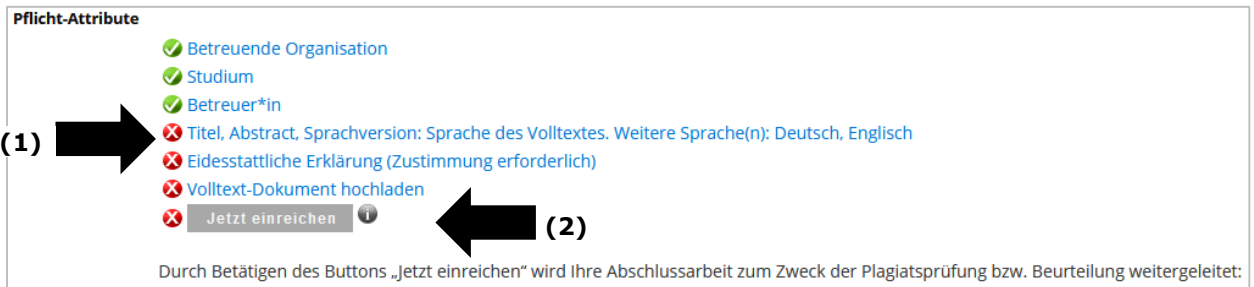 Pflicht-Attribute
Betreuende Organisation
Studium
Betreuer*in
(1) Titel, Abstract, Sprachversion: Sprache des Volltextes. Weitere Sprache(n): Deutsch, Englisch
Eidesstattliche Erklärung (Zustimmung erforderlich)
Volltext-Dokument hochladen
Jetzt einreichen i (2)
Durch Betätigen des Buttons „Jetzt einreichen“ wird Ihre Abschlussarbeit zum Zweck der Plagiatsprüfung bzw. Beurteilung weitergeleitet: